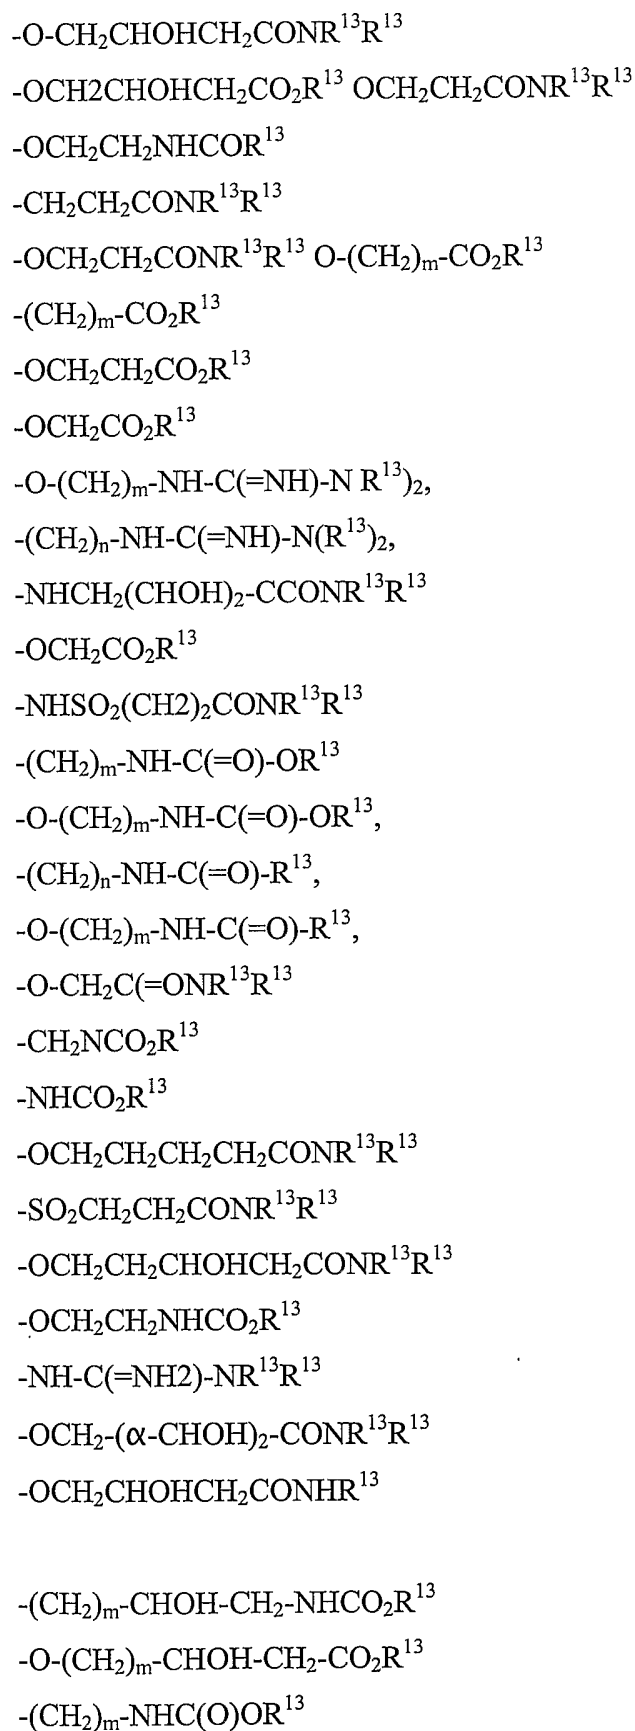 -O-CH₂CHOHCH₂CONR¹³R¹³
-OCH2CHOHCH₂CO₂R¹³ OCH₂CH₂CONR¹³R¹³
-OCH₂CH₂NHCOR¹³
-CH₂CH₂CONR¹³R¹³
-OCH₂CH₂CONR¹³R¹³ O-(CH₂)ₘ-CO₂R¹³
-(CH₂)ₘ-CO₂R¹³
-OCH₂CH₂CO₂R¹³
-OCH₂CO₂R¹³
-O-(CH₂)ₘ-NH-C(=NH)-N R¹³)₂,
-(CH₂)ₙ-NH-C(=NH)-N(R¹³)₂,
-NHCH₂(CHOH)₂-CCONR¹³R¹³
-OCH₂CO₂R¹³
-NHSO₂(CH2)₂CONR¹³R¹³
-(CH₂)ₘ-NH-C(=O)-OR¹³
-O-(CH₂)ₘ-NH-C(=O)-OR¹³,
-(CH₂)ₙ-NH-C(=O)-R¹³,
-O-(CH₂)ₘ-NH-C(=O)-R¹³,
-O-CH₂C(=ONR¹³R¹³
-CH₂NCO₂R¹³
-NHCO₂R¹³
-OCH₂CH₂CH₂CH₂CONR¹³R¹³
-SO₂CH₂CH₂CONR¹³R¹³
-OCH₂CH₂CHOHCH₂CONR¹³R¹³
-OCH₂CH₂NHCO₂R¹³
-NH-C(=NH2)-NR¹³R¹³
-OCH₂-(α-CHOH)₂-CONR¹³R¹³
-OCH₂CHOHCH₂CONHR¹³
-(CH₂)ₘ-CHOH-CH₂-NHCO₂R¹³
-O-(CH₂)ₘ-CHOH-CH₂-CO₂R¹³
-(CH₂)ₘ-NHC(O)OR¹³